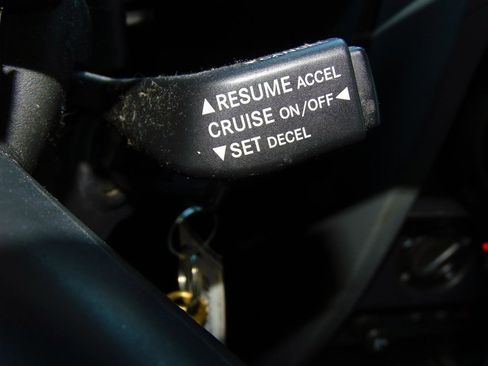 ▲RESUME ACCEL
CRUISE ON/OFF◄
▼SET DECEL